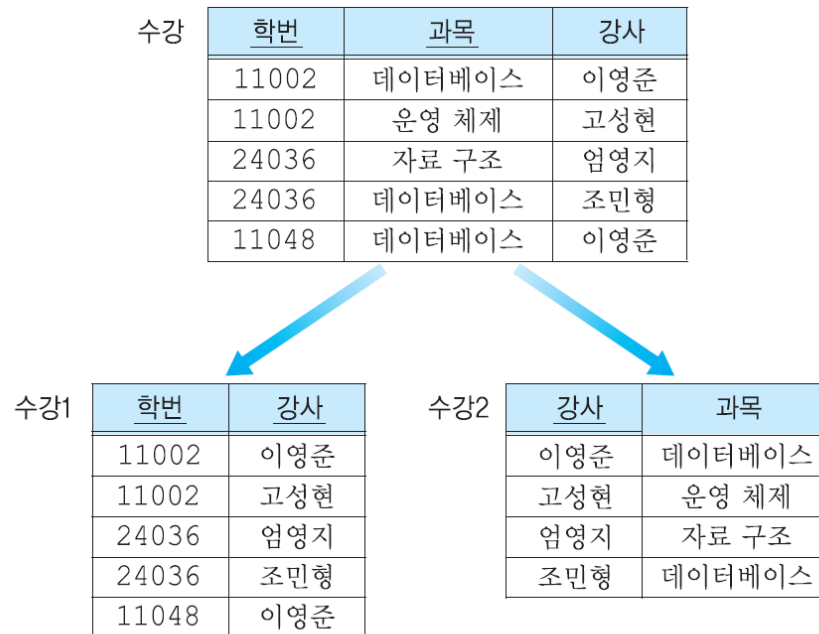 수강 학번 과목 강사
11002 데이터베이스 이영준
11002 운영 체제 고성현
24036 자료 구조 엄영지
24036 데이터베이스 조민형
11048 데이터베이스 이영준
수강1 학번 강사
11002 이영준
11002 고성현
24036 엄영지
24036 조민형
11048 이영준
수강2 강사 과목
이영준 데이터베이스
고성현 운영 체제
엄영지 자료 구조
조민형 데이터베이스